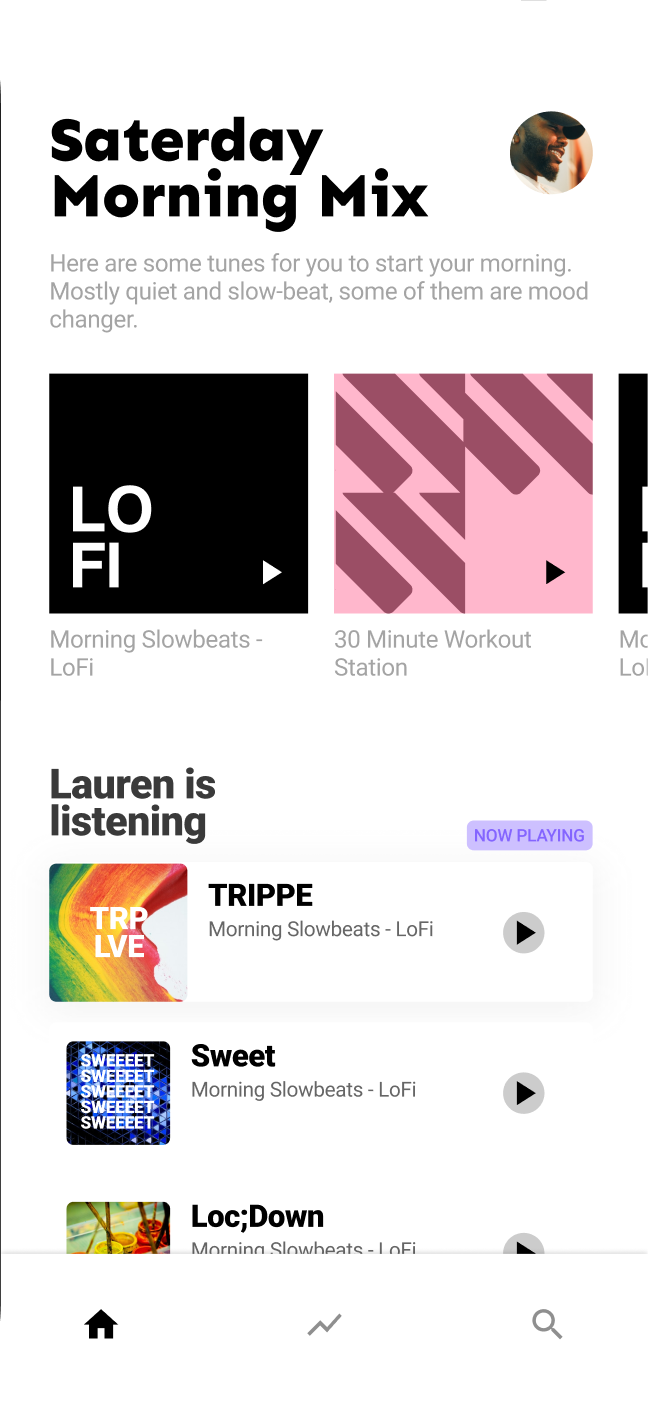 Saterday
Morning Mix
Here are some tunes for you to start your morning.
Mostly quiet and slow-beat, some of them are mood
changer.
LO
FI
Morning Slowbeats -
LoFi
30 Minute Workout
Station
Lauren is
listening
NOW PLAYING
TRP
LVE
TRIPPE
Morning Slowbeats - LoFi
SWEEEET
SWEEEET
SWEEEET
SWEEEET
SWEEEET
Sweet
Morning Slowbeats - LoFi
Loc;Down
Morning Slowbeats - LoFi